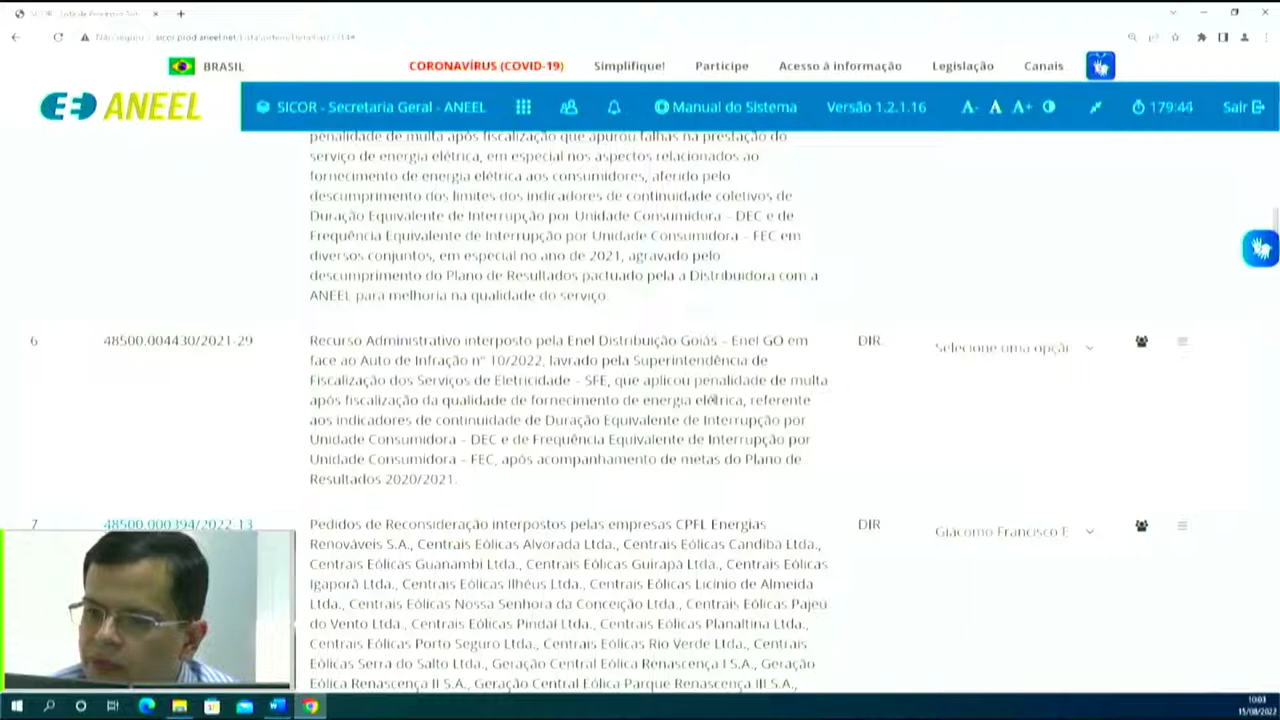 BRASIL
CORONAVÍRUS (COVID-19)
Simplifique!
Participe
Acesso à informação
Legislação
Canais
ANEEL
SICOR - Secretaria Geral - ANEEL
Manual do Sistema
Versão 1.2.1.16
A-
A
A+
179:44
Sair
penalidade de multa após fiscalização que apurou falhas na prestação do
serviço de energia elétrica, em especial nos aspectos relacionados ao
fornecimento de energia elétrica aos consumidores, aferido pelo
descumprimento dos limites dos indicadores de continuidade coletivos de
Duração Equivalente de Interrupção por Unidade Consumidora - DEC e de
Frequência Equivalente de Interrupção por Unidade Consumidora - FEC em
diversos conjuntos, em especial no ano de 2021, agravado pelo
descumprimento do Plano de Resultados pactuado pela a Distribuidora com a
ANEEL para melhoria na qualidade do serviço.
6
48500.004430/2021-29
Recurso Administrativo interposto pela Enel Distribuição Goiás - Enel GO em
face ao Auto de Infração nº 10/2022, lavrado pela Superintendência de
Fiscalização dos Serviços de Eletricidade - SFE, que aplicou penalidade de multa
após fiscalização da qualidade de fornecimento de energia elétrica, referente
aos indicadores de continuidade de Duração Equivalente de Interrupção por
Unidade Consumidora - DEC e de Frequência Equivalente de Interrupção por
Unidade Consumidora - FEC, após acompanhamento de metas do Plano de
Resultados 2020/2021.
DIR
Selecione uma opçã
7
48500.000394/2022-13
Pedidos de Reconsideração interpostos pelas empresas CPFL Energias
Renováveis S.A., Centrais Eólicas Alvorada Ltda., Centrais Eólicas Candiba Ltda.,
Centrais Eólicas Guanambi Ltda., Centrais Eólicas Guirapá Ltda., Centrais Eólicas
Igaporã Ltda., Centrais Eólicas Ilhéus Ltda., Centrais Eólicas Licínio de Almeida
Ltda., Centrais Eólicas Nossa Senhora da Conceição Ltda., Centrais Eólicas Pajeú
do Vento Ltda., Centrais Eólicas Pindaí Ltda., Centrais Eólicas Planaltina Ltda.,
Centrais Eólicas Porto Seguro Ltda., Centrais Eólicas Rio Verde Ltda., Centrais
Eólicas Serra do Salto Ltda., Geração Central Eólica Renascença I S.A., Geração
Eólica Renascença II S.A., Geração Central Eólica Parque Renascença III S.A.,
DIR
Giácomo Francisco
10:03
15/08/2022